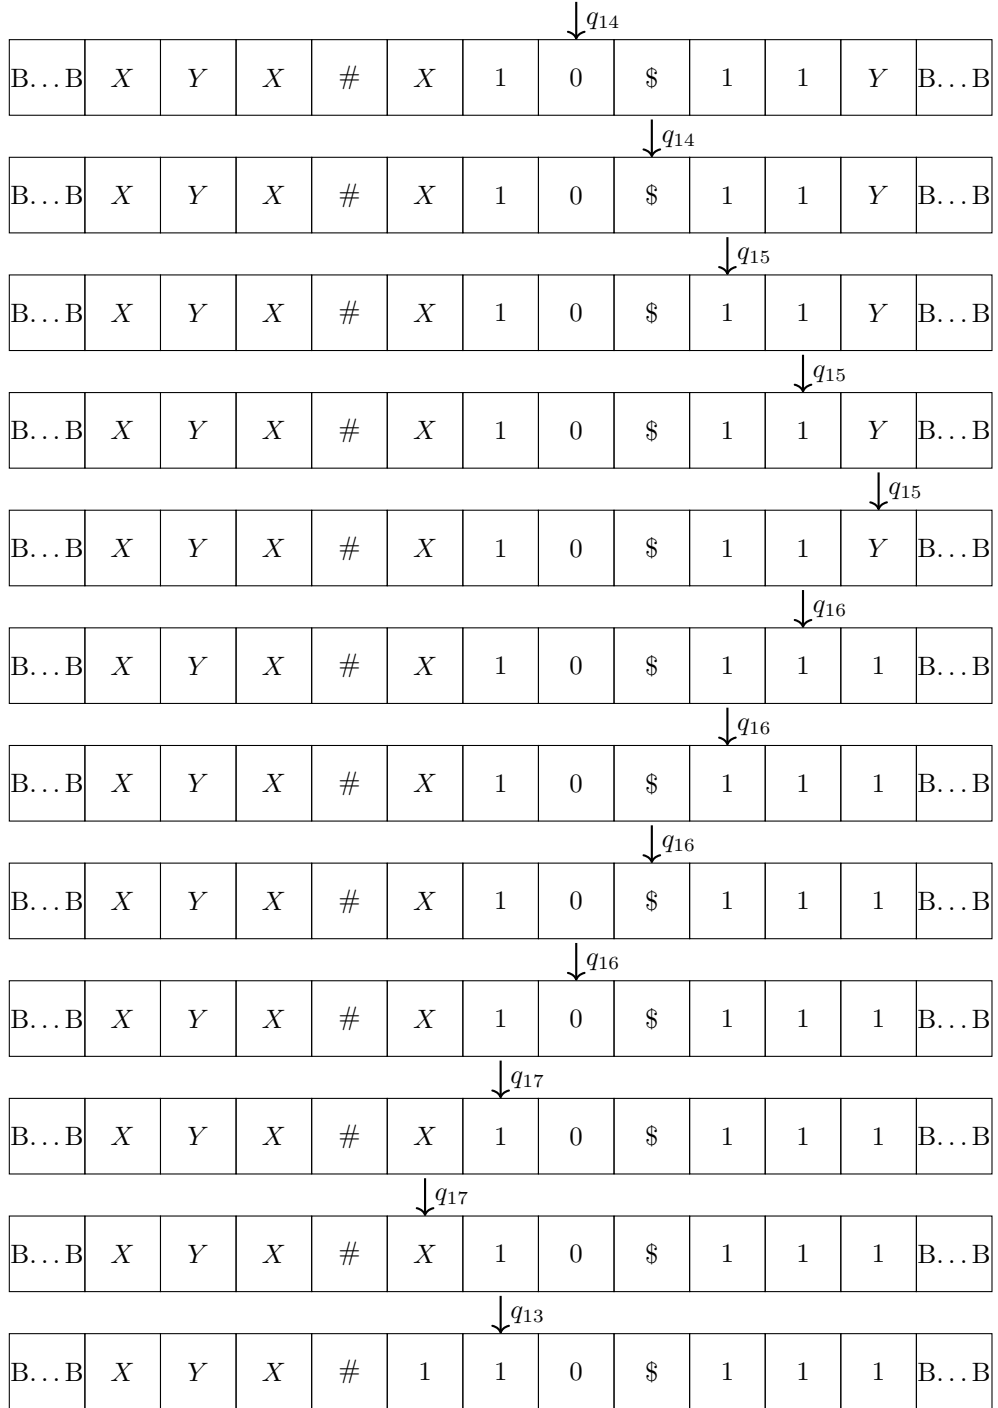 q₁₄
B...B X Y X # X 1 0 $ 1 1 Y B...B
q₁₄
B...B X Y X # X 1 0 $ 1 1 Y B...B
q₁₅
B...B X Y X # X 1 0 $ 1 1 Y B...B
q₁₅
B...B X Y X # X 1 0 $ 1 1 Y B...B
q₁₅
B...B X Y X # X 1 0 $ 1 1 Y B...B
q₁₆
B...B X Y X # X 1 0 $ 1 1 1 B...B
q₁₆
B...B X Y X # X 1 0 $ 1 1 1 B...B
q₁₆
B...B X Y X # X 1 0 $ 1 1 1 B...B
q₁₆
B...B X Y X # X 1 0 $ 1 1 1 B...B
q₁₇
B...B X Y X # X 1 0 $ 1 1 1 B...B
q₁₇
B...B X Y X # X 1 0 $ 1 1 1 B...B
q₁₃
B...B X Y X # 1 1 0 $ 1 1 1 B...B